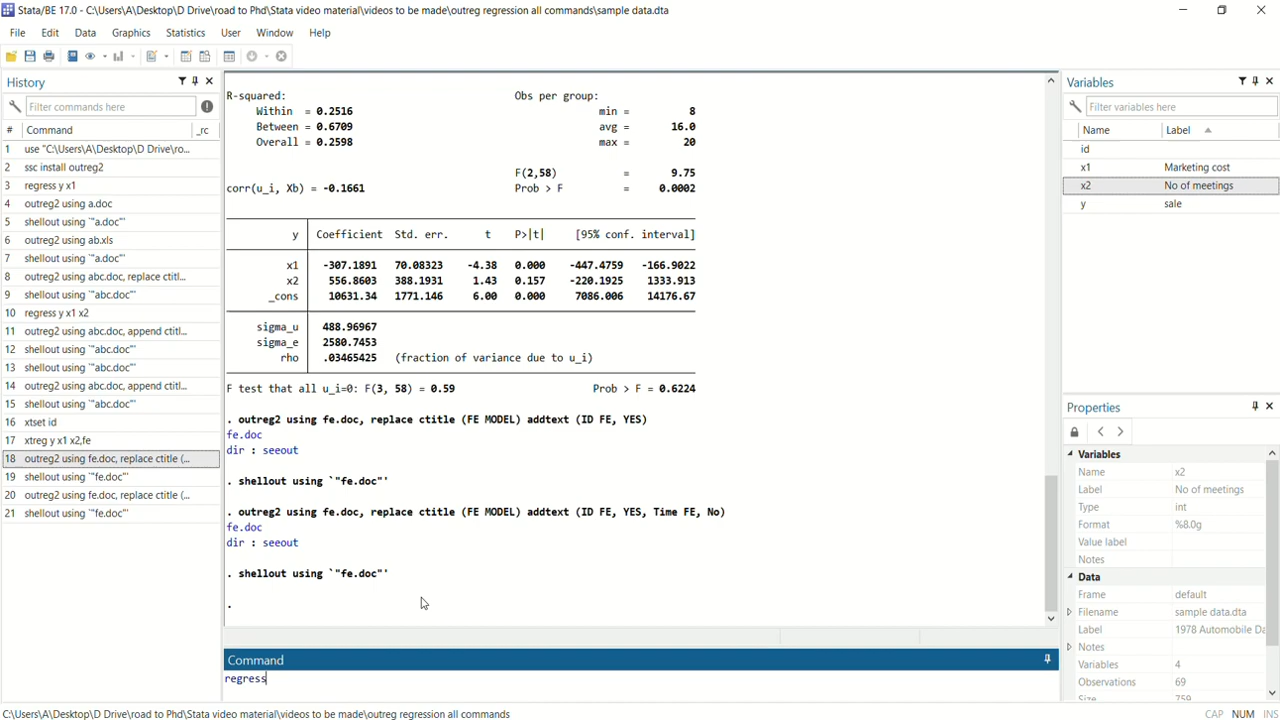 Stata/BE 17.0 - C:\Users\A\Desktop\D Drive\road to Phd\Stata video material\videos to be made\outreg regression all commands\sample data.dta
File Edit Data Graphics Statistics User Window Help
History
Filter commands here
# Command _rc
1 use "C:\Users\A\Desktop\D Drive\ro...
2 ssc install outreg2
3 regress y x1
4 outreg2 using a.doc
5 shellout using `"a.doc"'
6 outreg2 using ab.xls
7 shellout using `"a.doc"'
8 outreg2 using abc.doc, replace ctitl...
9 shellout using `"abc.doc"'
10 regress y x1 x2
11 outreg2 using abc.doc, append ctitl...
12 shellout using `"abc.doc"'
13 shellout using `"abc.doc"'
14 outreg2 using abc.doc, append ctitl...
15 shellout using `"abc.doc"'
16 xtset id
17 xtreg y x1 x2,fe
18 outreg2 using fe.doc, replace ctitle (...
19 shellout using `"fe.doc"'
20 outreg2 using fe.doc, replace ctitle (...
21 shellout using `"fe.doc"'
R-squared: Obs per group:
Within = 0.2516 min = 8
Between = 0.6709 avg = 16.0
Overall = 0.2598 max = 20
F(2,58) = 9.75
corr(u_i, Xb) = -0.1661 Prob > F = 0.0002
y Coefficient Std. err. t P>|t| [95% conf. interval]
x1 -307.1891 70.08323 -4.38 0.000 -447.4759 -166.9022
x2 556.8603 388.1931 1.43 0.157 -220.1925 1333.913
_cons 10631.34 1771.146 6.00 0.000 7086.006 14176.67
sigma_u 488.96967
sigma_e 2580.7453
rho .03465425 (fraction of variance due to u_i)
F test that all u_i=0: F(3, 58) = 0.59 Prob > F = 0.6224
. outreg2 using fe.doc, replace ctitle (FE MODEL) addtext (ID FE, YES)
fe.doc
dir : seeout
. shellout using `"fe.doc"'
. outreg2 using fe.doc, replace ctitle (FE MODEL) addtext (ID FE, YES, Time FE, No)
fe.doc
dir : seeout
. shellout using `"fe.doc"'
.
Command
regress
Variables
Filter variables here
Name Label
id
x1 Marketing cost
x2 No of meetings
y sale
Properties
Variables
Name x2
Label No of meetings
Type int
Format %8.0g
Value label
Notes
Data
Frame default
Filename sample data.dta
Label 1978 Automobile Da
Notes
Variables 4
Observations 69
Size 759
C:\Users\A\Desktop\D Drive\road to Phd\Stata video material\videos to be made\outreg regression all commands
CAP NUM INS